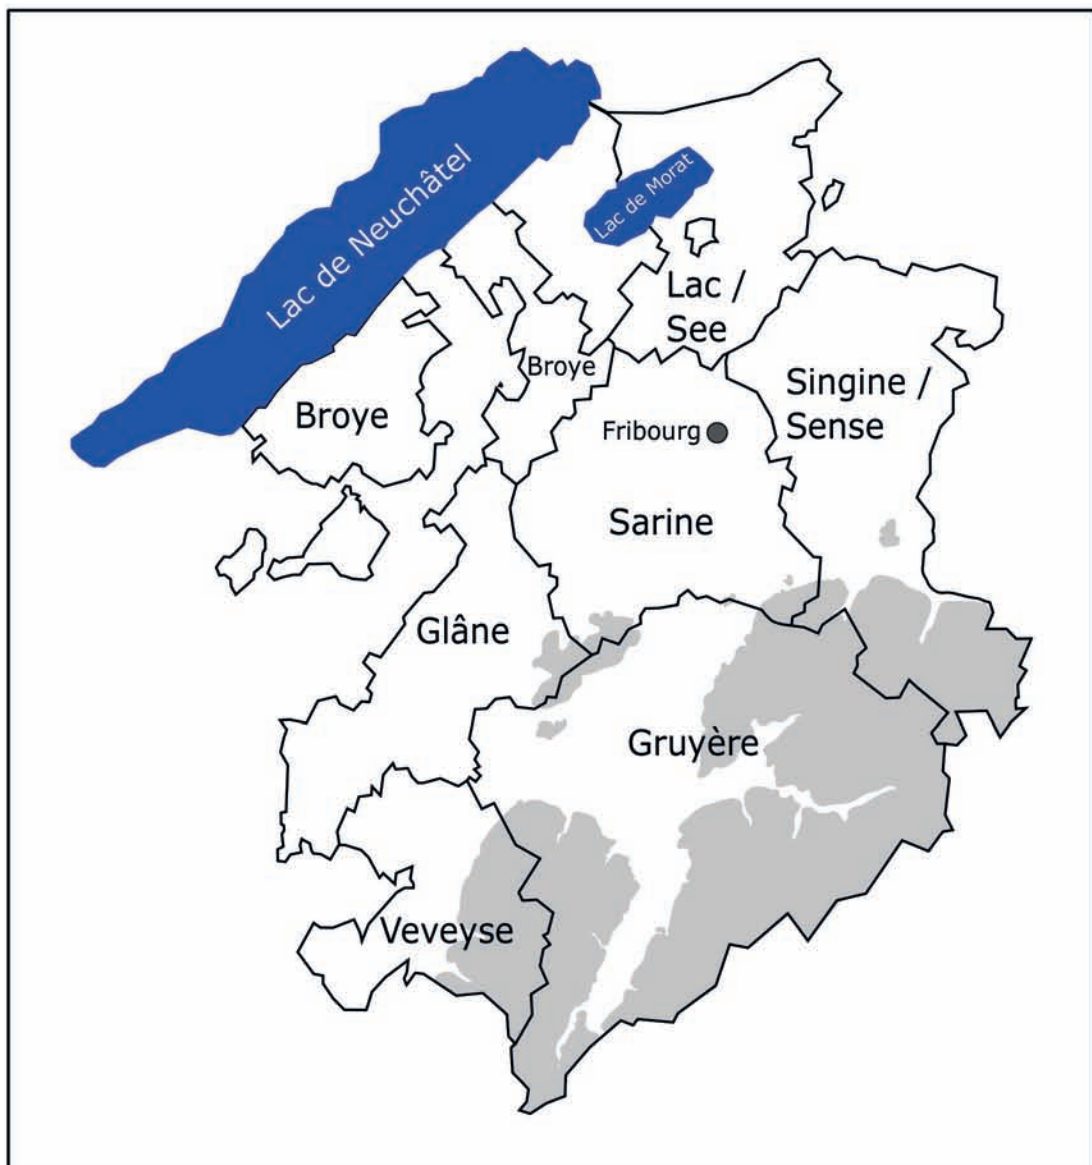 Lac de Neuchâtel
Lac de Morat
Lac /
See
Broye
Singine /
Sense
Broye
Fribourg
Sarine
Glâne
Gruyère
Veveyse